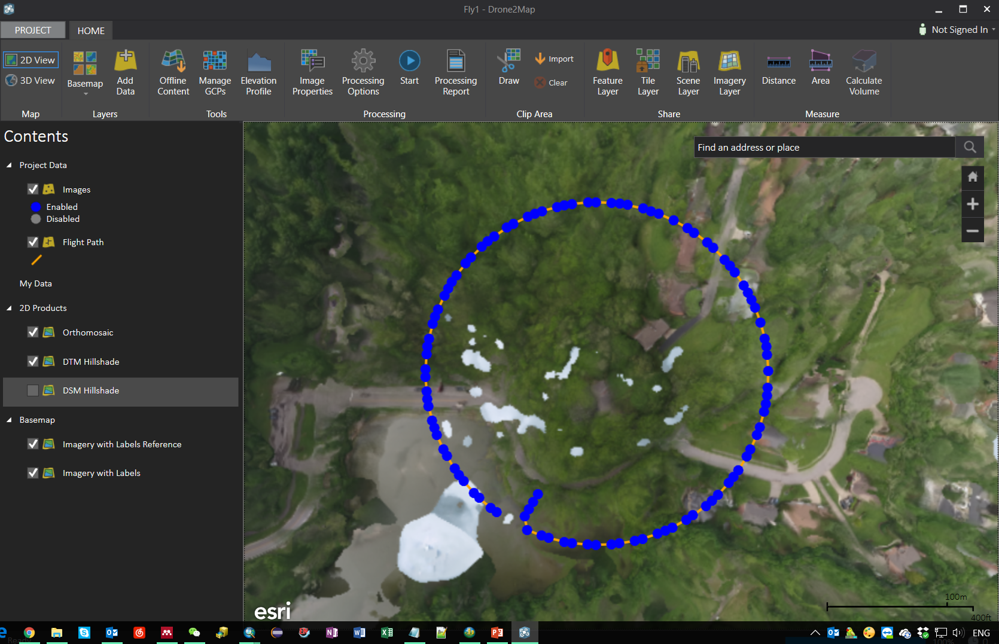 Fly1 - Drone2Map
PROJECT
HOME
Not Signed In
2D View
3D View
Map
Basemap
Add Data
Layers
Offline Content
Manage GCPs
Elevation Profile
Tools
Image Properties
Processing Options
Start
Processing Report
Processing
Draw
Import
Clear
Clip Area
Feature Layer
Tile Layer
Scene Layer
Imagery Layer
Share
Distance
Area
Calculate Volume
Measure
Contents
Project Data
Images
Enabled
Disabled
Flight Path
My Data
2D Products
Orthomosaic
DTM Hillshade
DSM Hillshade
Basemap
Imagery with Labels Reference
Imagery with Labels
Find an address or place
esri
100m
400ft
ENG
Ready
100%